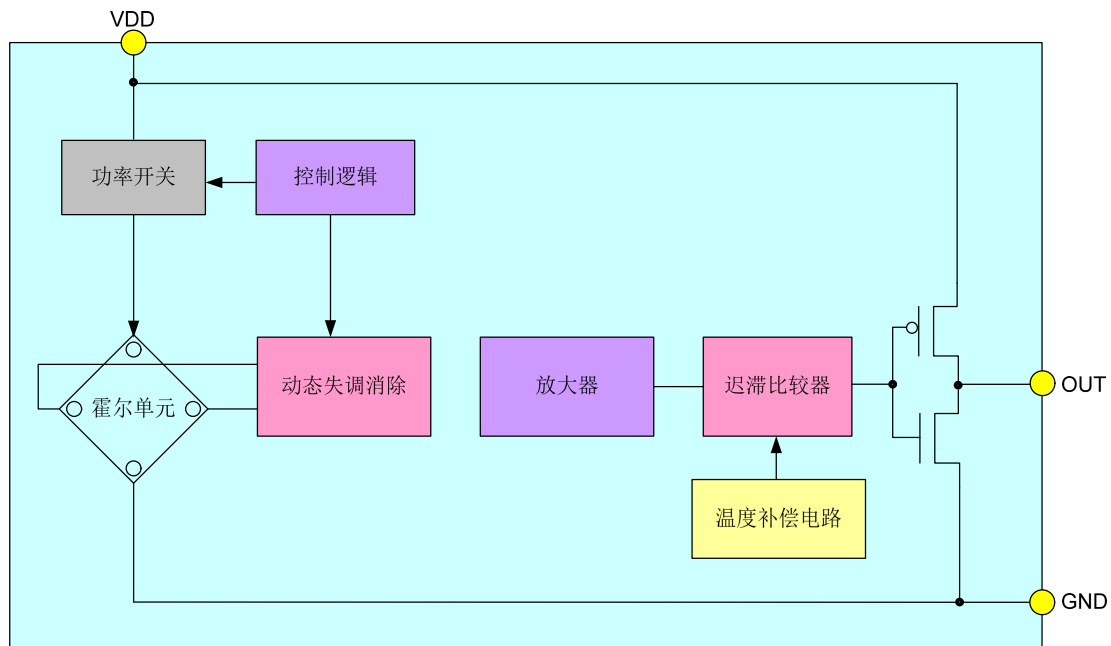 VDD
功率开关
控制逻辑
霍尔单元
动态失调消除
放大器
迟滞比较器
OUT
温度补偿电路
GND